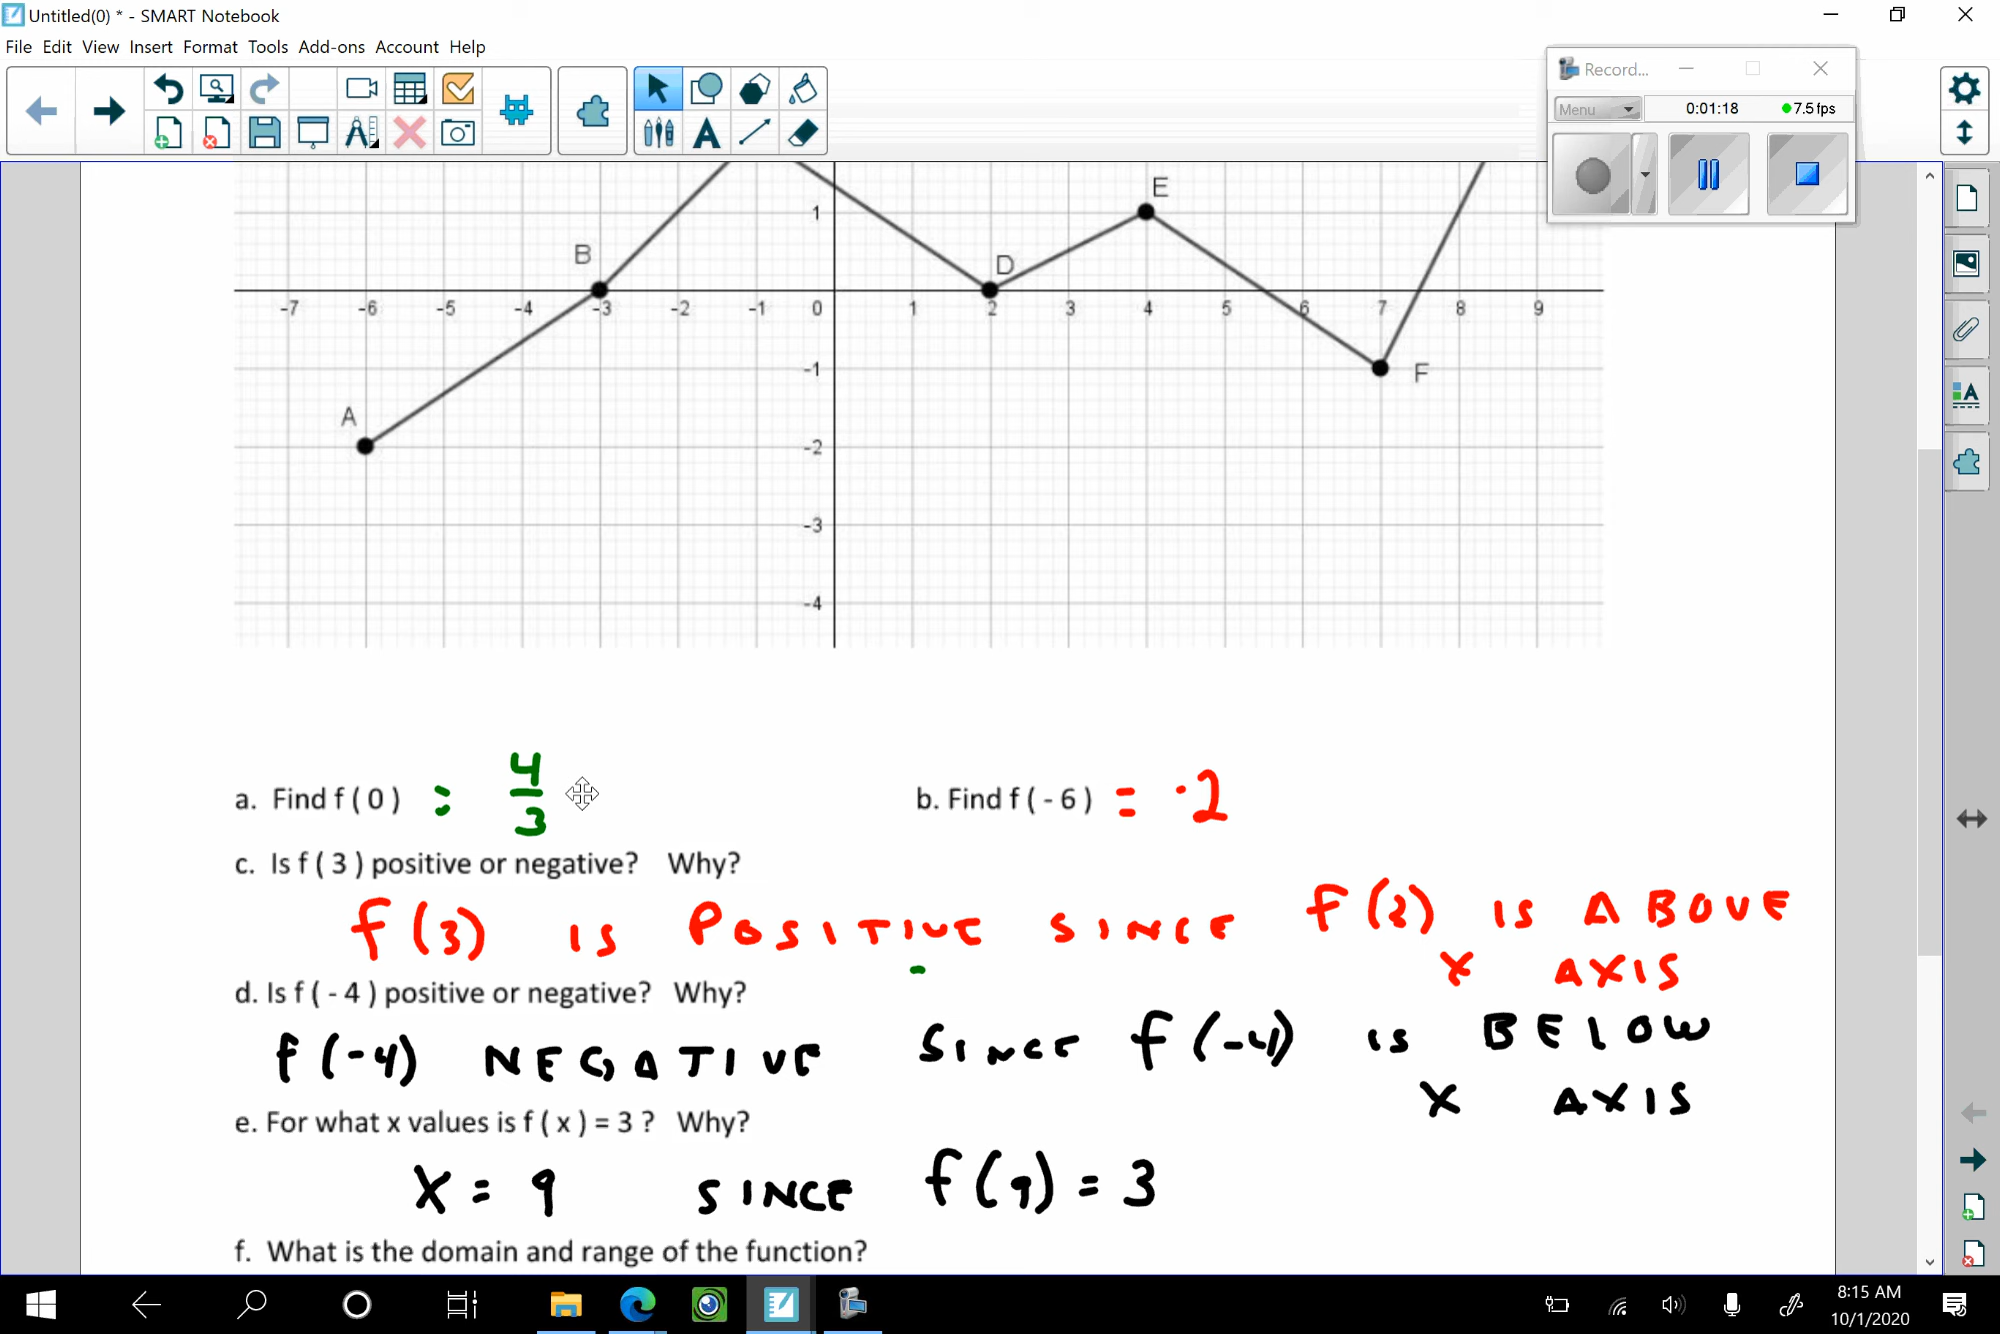 Untitled(0) * - SMART Notebook
File Edit View Insert Format Tools Add-ons Account Help
Record...
Menu 0:01:18 7.5 fps
A
A
E
1
B
D
-7 -6 -5 -4 -3 -2 -1 0 1 2 3 4 5 6 7 8 9
-1
F
A
-2
-3
-4
a. Find f ( 0 ) = 4/3 b. Find f ( - 6 ) = -2
c. Is f ( 3 ) positive or negative? Why?
f (3) IS POSITIVE SINCE f (3) IS ABOVE
X AXIS
d. Is f ( - 4 ) positive or negative? Why?
f (-4) NEGATIVE SINCE f (-4) IS BELOW
X AXIS
e. For what x values is f ( x ) = 3 ? Why?
X = 9 SINCE f (9) = 3
f. What is the domain and range of the function?
8:15 AM
10/1/2020